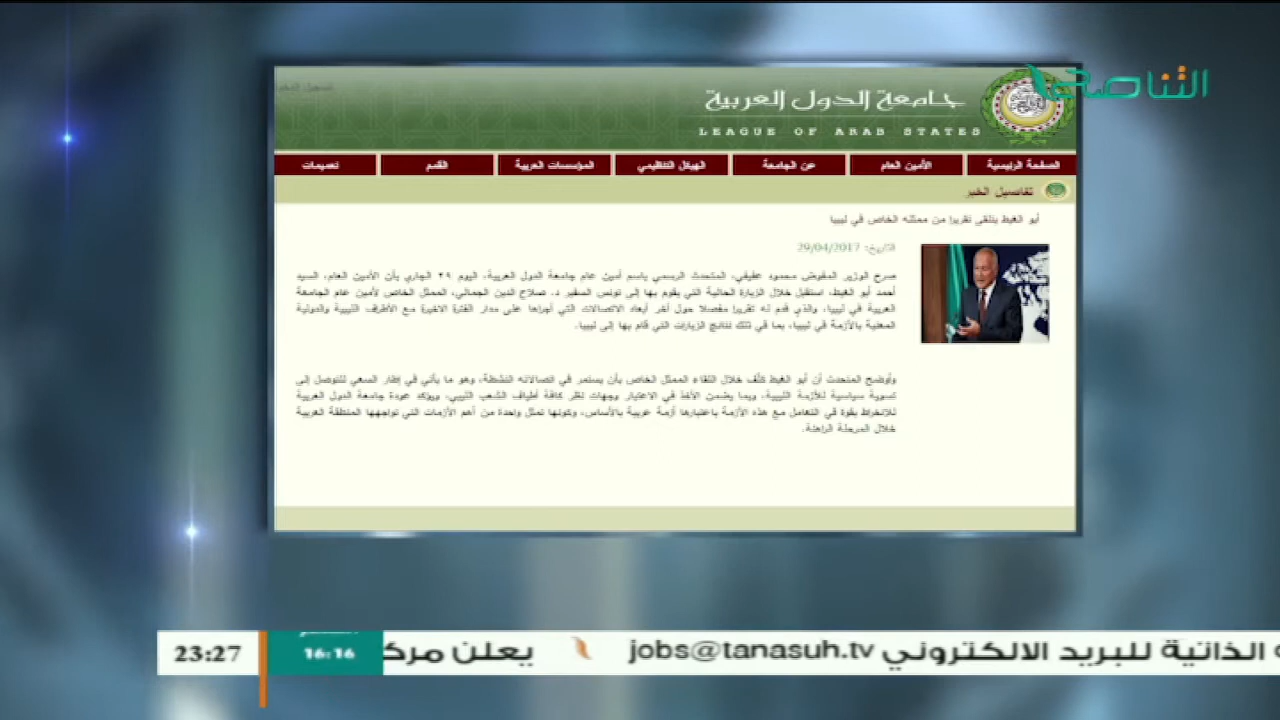 التناصح
جامعة الدول العربية
LEAGUE OF ARAB STATES
الصفحة الرئيسية الأمين العام عن الجامعة الهيكل التنظيمي المؤسسات العربية القمم تعميمات
تفاصيل الخبر
أبو الغيط يتلقى تقريرا من ممثله الخاص في ليبيا
التاريخ: 29/04/2017
صرح الوزير المفوض محمود عفيفي، المتحدث الرسمي باسم أمين عام جامعة الدول العربية، اليوم ٢٩ الجاري بأن الأمين العام، السيد
أحمد أبو الغيط، استقبل خلال الزيارة الحالية التي يقوم بها إلى تونس السفير د. صلاح الدين الجمالي، الممثل الخاص لأمين عام الجامعة
العربية في ليبيا، والذي قدم له تقريرا مفصلا حول أخر أبعاد الاتصالات التي أجراها على مدار الفترة الاخيرة مع الأطراف الليبية والدولية
المعنية بالأزمة في ليبيا، بما في ذلك نتائج الزيارات التي قام بها إلى ليبيا.
وأوضح المتحدث أن أبو الغيط كلّف خلال اللقاء الممثل الخاص بأن يستمر في اتصالاته النشطة، وهو ما يأتي في إطار السعي للتوصل إلى
تسوية سياسية للأزمة الليبية، وبما يضمن الأخذ في الاعتبار وجهات نظر كافة أطياف الشعب الليبي، ويؤكد عودة جامعة الدول العربية
للإنخراط بقوة في التعامل مع هذه الأزمة باعتبارها أزمة عربية بالأساس، وكونها تمثل واحدة من أهم الأزمات التي تواجهها المنطقة العربية
خلال المرحلة الراهنة.
الذاتية للبريد الالكتروني jobs@tanasuh.tv يعلن مرك
16:16
23:27